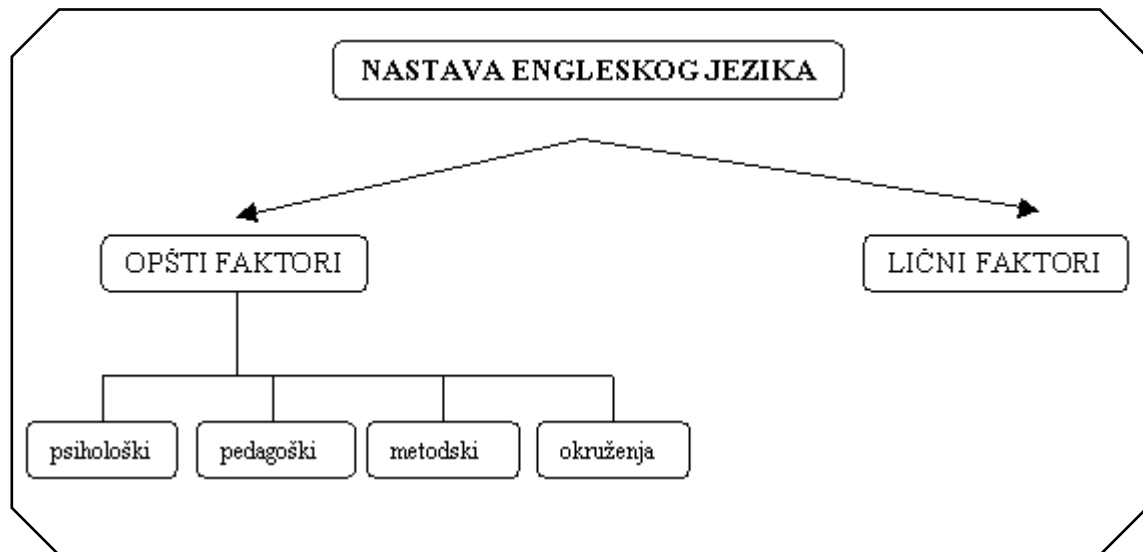 NASTAVA ENGLESKOG JEZIKA
OPŠTI FAKTORI
LIČNI FAKTORI
psihološki
pedagoški
metodski
okruženja